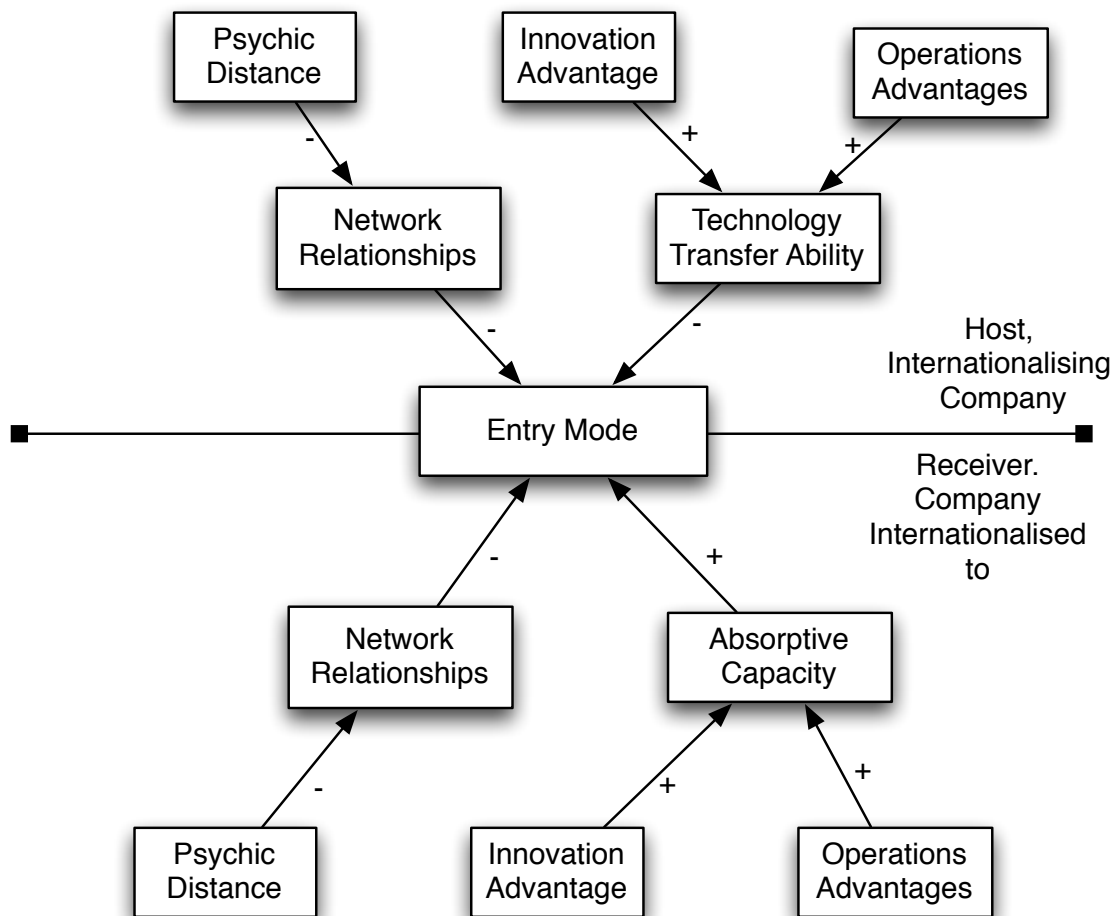 Psychic
Distance
Innovation
Advantage
Operations
Advantages
-
+
+
Network
Relationships
Technology
Transfer Ability
-
-
Host,
Internationalising
Company
Entry Mode
Receiver.
Company
Internationalised
to
-
+
Network
Relationships
Absorptive
Capacity
-
+
+
Psychic
Distance
Innovation
Advantage
Operations
Advantages